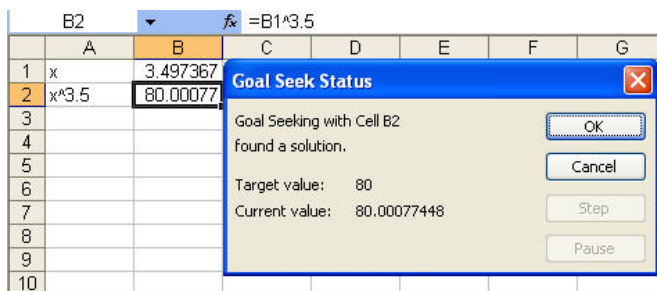 B2 fx =B1^3.5
A B C D E F G
1 x 3.497367
2 x^3.5 80.00077
3
4
5
6
7
8
9
10
Goal Seek Status
Goal Seeking with Cell B2
found a solution.
Target value: 80
Current value: 80.00077448
OK
Cancel
Step
Pause